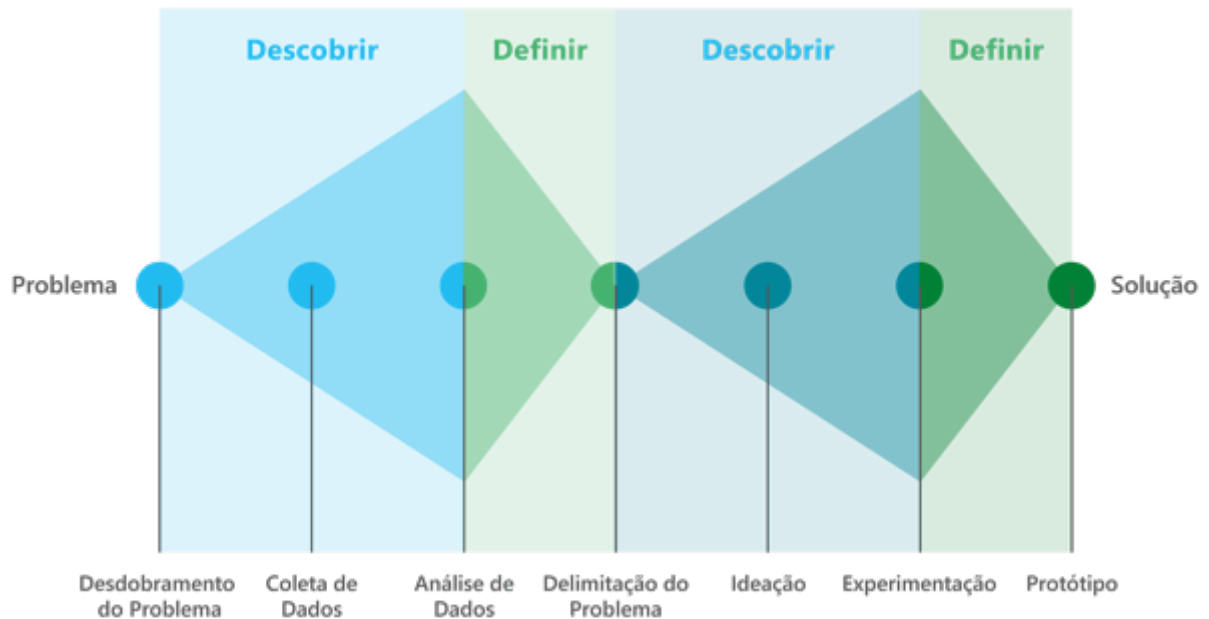 Descobrir
Definir
Descobrir
Definir
Problema
Solução
Desdobramento
do Problema
Coleta de
Dados
Análise de
Dados
Delimitação do
Problema
Ideação
Experimentação
Protótipo